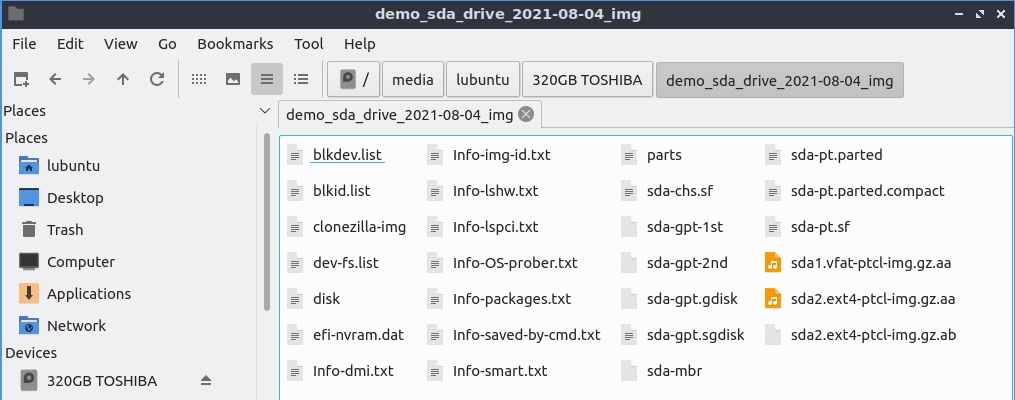 demo_sda_drive_2021-08-04_img
File Edit View Go Bookmarks Tool Help
/ media lubuntu 320GB TOSHIBA demo_sda_drive_2021-08-04_img
Places
demo_sda_drive_2021-08-04_img
Places
lubuntu
Desktop
Trash
Computer
Applications
Network
Devices
320GB TOSHIBA
blkdev.list Info-img-id.txt parts sda-pt.parted
blkid.list Info-lshw.txt sda-chs.sf sda-pt.parted.compact
clonezilla-img Info-lspci.txt sda-gpt-1st sda-pt.sf
dev-fs.list Info-OS-prober.txt sda-gpt-2nd sda1.vfat-ptcl-img.gz.aa
disk Info-packages.txt sda-gpt.gdisk sda2.ext4-ptcl-img.gz.aa
efi-nvram.dat Info-saved-by-cmd.txt sda-gpt.sgdisk sda2.ext4-ptcl-img.gz.ab
Info-dmi.txt Info-smart.txt sda-mbr